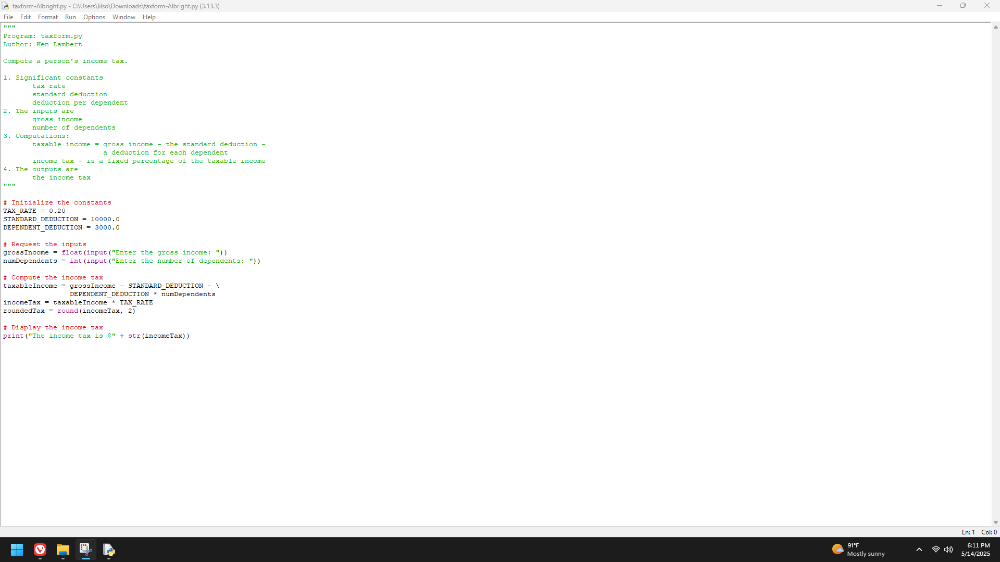 taxform-Albright.py - C:\Users\lilso\Downloads\taxform-Albright.py (3.13.3)
File Edit Format Run Options Window Help
"""
Program: taxform.py
Author: Ken Lambert

Compute a person's income tax.

1. Significant constants
       tax rate
       standard deduction
       deduction per dependent
2. The inputs are
       gross income
       number of dependents
3. Computations:
       taxable income = gross income - the standard deduction -
                        a deduction for each dependent
       income tax = is a fixed percentage of the taxable income
4. The outputs are
       the income tax
"""

# Initialize the constants
TAX_RATE = 0.20
STANDARD_DEDUCTION = 10000.0
DEPENDENT_DEDUCTION = 3000.0

# Request the inputs
grossIncome = float(input("Enter the gross income: "))
numDependents = int(input("Enter the number of dependents: "))

# Compute the income tax
taxableIncome = grossIncome - STANDARD_DEDUCTION - \
                DEPENDENT_DEDUCTION * numDependents
incomeTax = taxableIncome * TAX_RATE
roundedTax = round(incomeTax, 2)

# Display the income tax
print("The income tax is $" + str(incomeTax))
Ln: 1 Col: 0
91°F
Mostly sunny
6:11 PM
5/14/2025